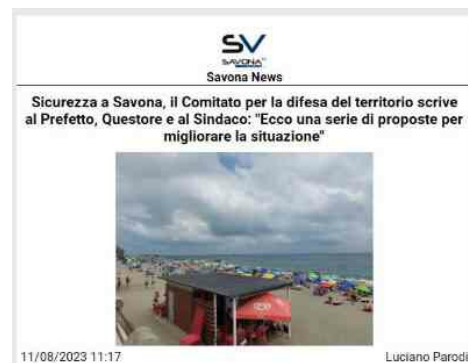 SV
SAVONA
Savona News
Sicurezza a Savona, il Comitato per la difesa del territorio scrive
al Prefetto, Questore e al Sindaco: "Ecco una serie di proposte per
migliorare la situazione"
11/08/2023 11:17
Luciano Parodi